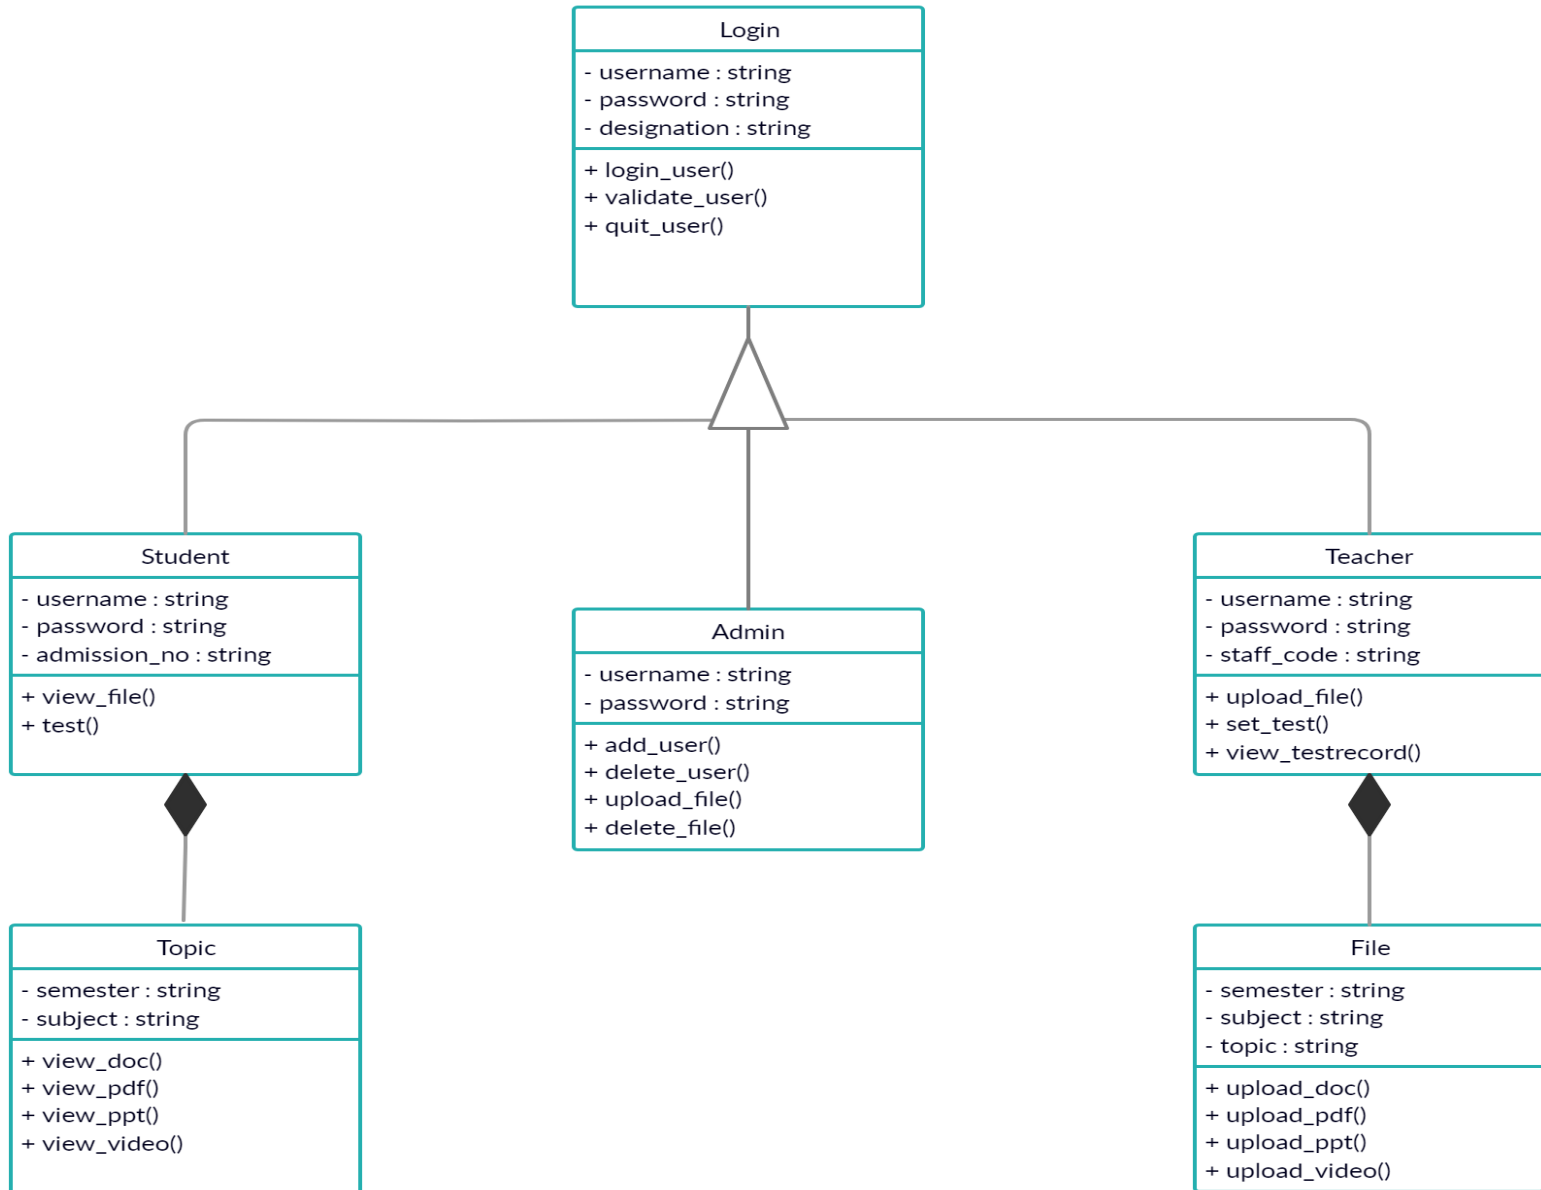 Login
- username : string
- password : string
- designation : string
+ login_user()
+ validate_user()
+ quit_user()
Student
- username : string
- password : string
- admission_no : string
+ view_file()
+ test()
Admin
- username : string
- password : string
+ add_user()
+ delete_user()
+ upload_file()
+ delete_file()
Teacher
- username : string
- password : string
- staff_code : string
+ upload_file()
+ set_test()
+ view_testrecord()
Topic
- semester : string
- subject : string
+ view_doc()
+ view_pdf()
+ view_ppt()
+ view_video()
File
- semester : string
- subject : string
- topic : string
+ upload_doc()
+ upload_pdf()
+ upload_ppt()
+ upload_video()